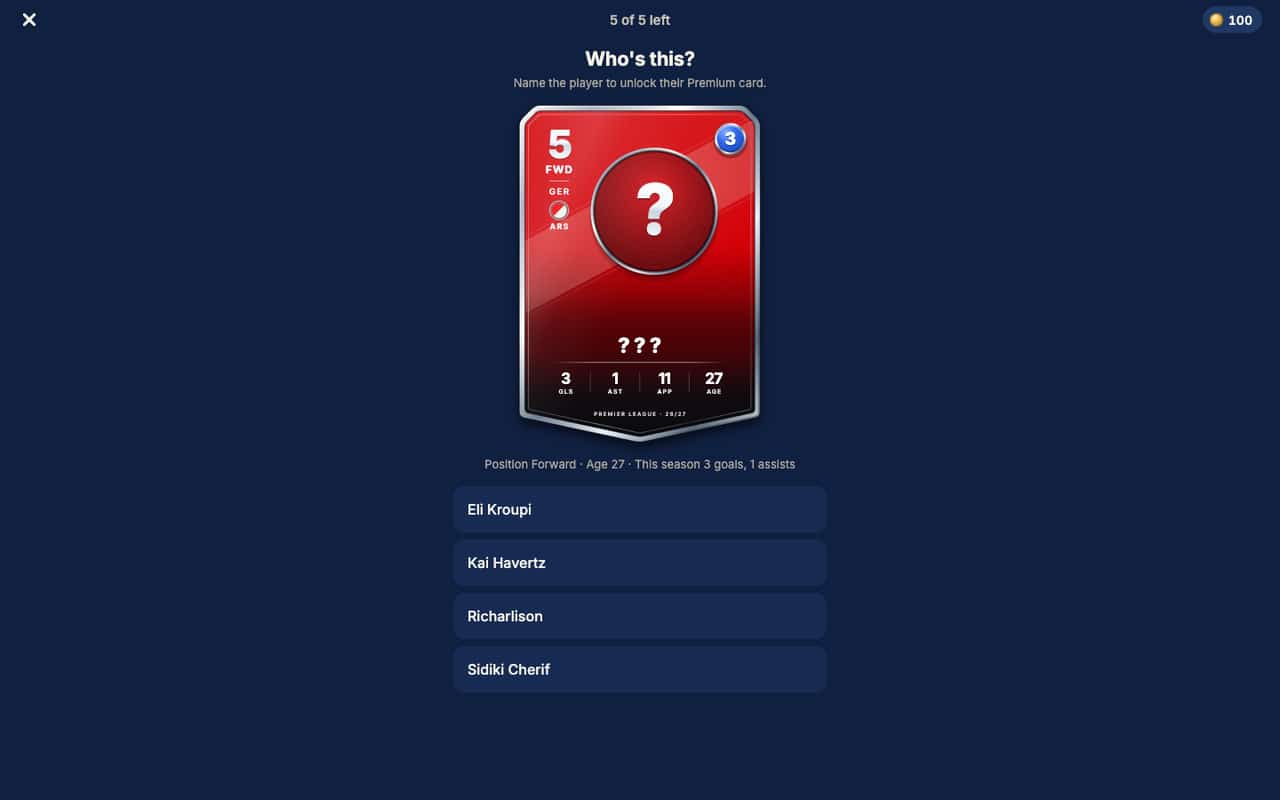 5 of 5 left
100
Who's this?
Name the player to unlock their Premium card.
5
3
FWD
GER
ARS
?
???
3 1 11 27
GLS AST APP AGE
PREMIER LEAGUE · 26/27
Position Forward · Age 27 · This season 3 goals, 1 assists
Eli Kroupi
Kai Havertz
Richarlison
Sidiki Cherif